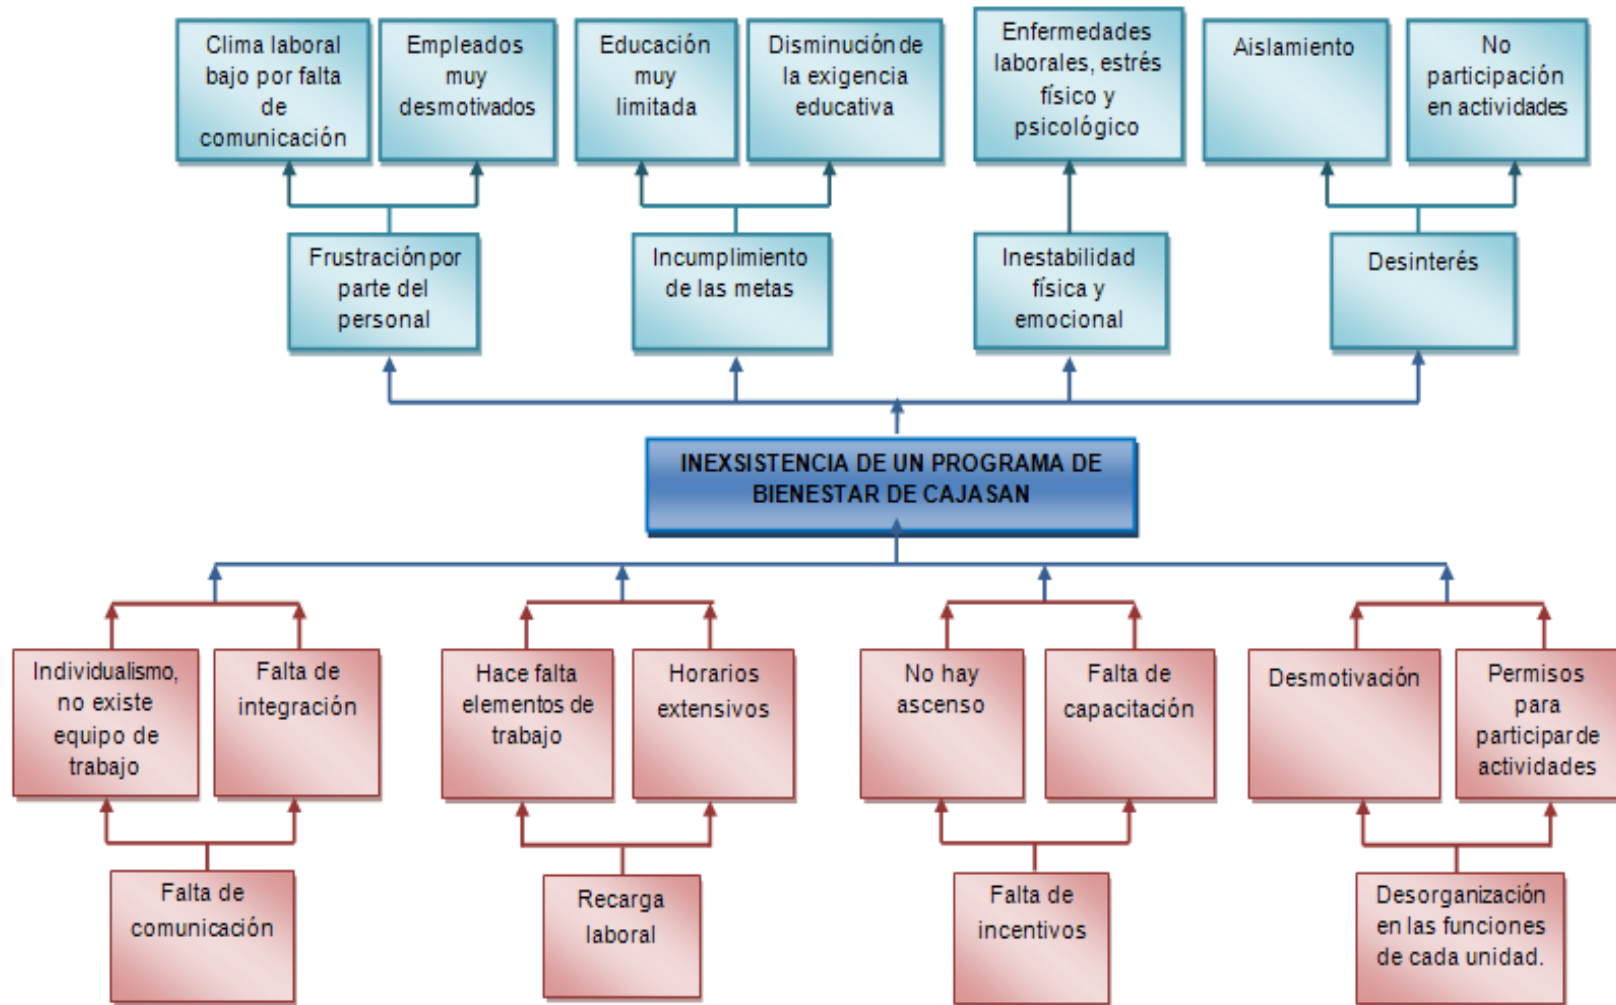 Clima laboral
bajo por falta
de
comunicación
Empleados
muy
desmotivados
Educación
muy
limitada
Disminución de
la exigencia
educativa
Enfermedades
laborales, estrés
físico y
psicológico
Aislamiento
No
participación
en actividades
Frustración por
parte del
personal
Incumplimiento
de las metas
Inestabilidad
física y
emocional
Desinterés
INEXSISTENCIA DE UN PROGRAMA DE
BIENESTAR DE CAJASAN
Individualismo,
no existe
equipo de
trabajo
Falta de
integración
Hace falta
elementos de
trabajo
Horarios
extensivos
No hay
ascenso
Falta de
capacitación
Desmotivación
Permisos
para
participar de
actividades
Falta de
comunicación
Recarga
laboral
Falta de
incentivos
Desorganización
en las funciones
de cada unidad.